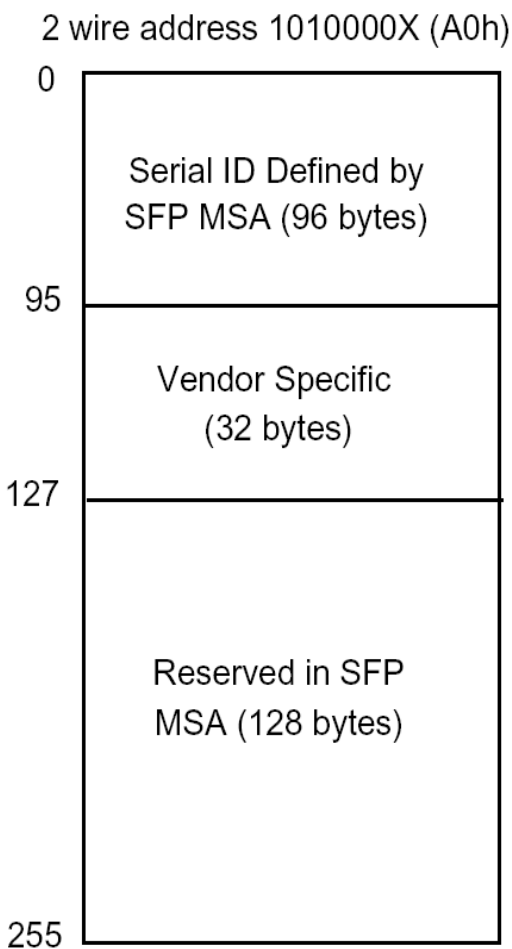 2 wire address 1010000X (A0h)
0
Serial ID Defined by
SFP MSA (96 bytes)
95
Vendor Specific
(32 bytes)
127
Reserved in SFP
MSA (128 bytes)
255